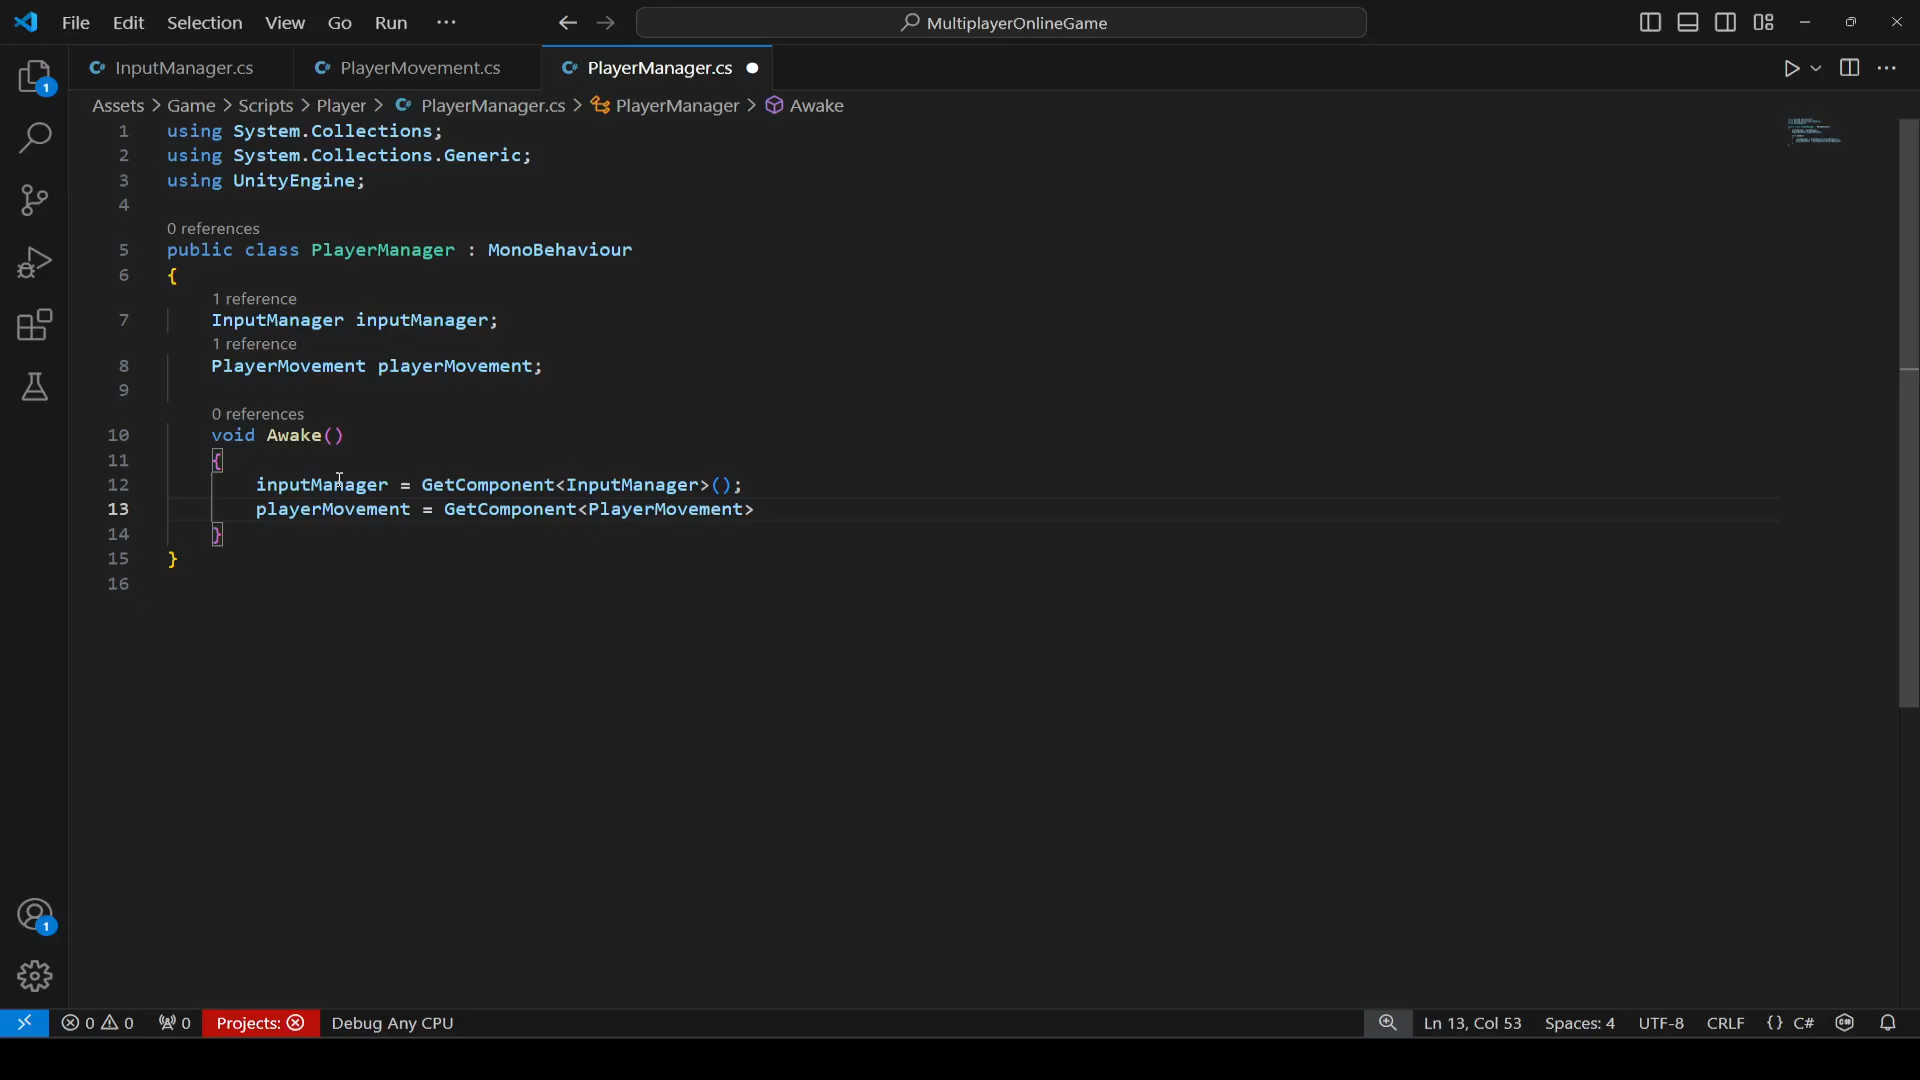 File Edit Selection View Go Run ··· MultiplayerOnlineGame
InputManager.cs PlayerMovement.cs PlayerManager.cs
Assets > Game > Scripts > Player > PlayerManager.cs > PlayerManager > Awake
1 using System.Collections;
2 using System.Collections.Generic;
3 using UnityEngine;
4
0 references
5 public class PlayerManager : MonoBehaviour
6 {
1 reference
7 InputManager inputManager;
1 reference
8 PlayerMovement playerMovement;
9
0 references
10 void Awake()
11 {
12 inputManager = GetComponent<InputManager>();
13 playerMovement = GetComponent<PlayerMovement>
14 }
15 }
16
1
1
0 0 0 Projects: Debug Any CPU Ln 13, Col 53 Spaces: 4 UTF-8 CRLF {} C#